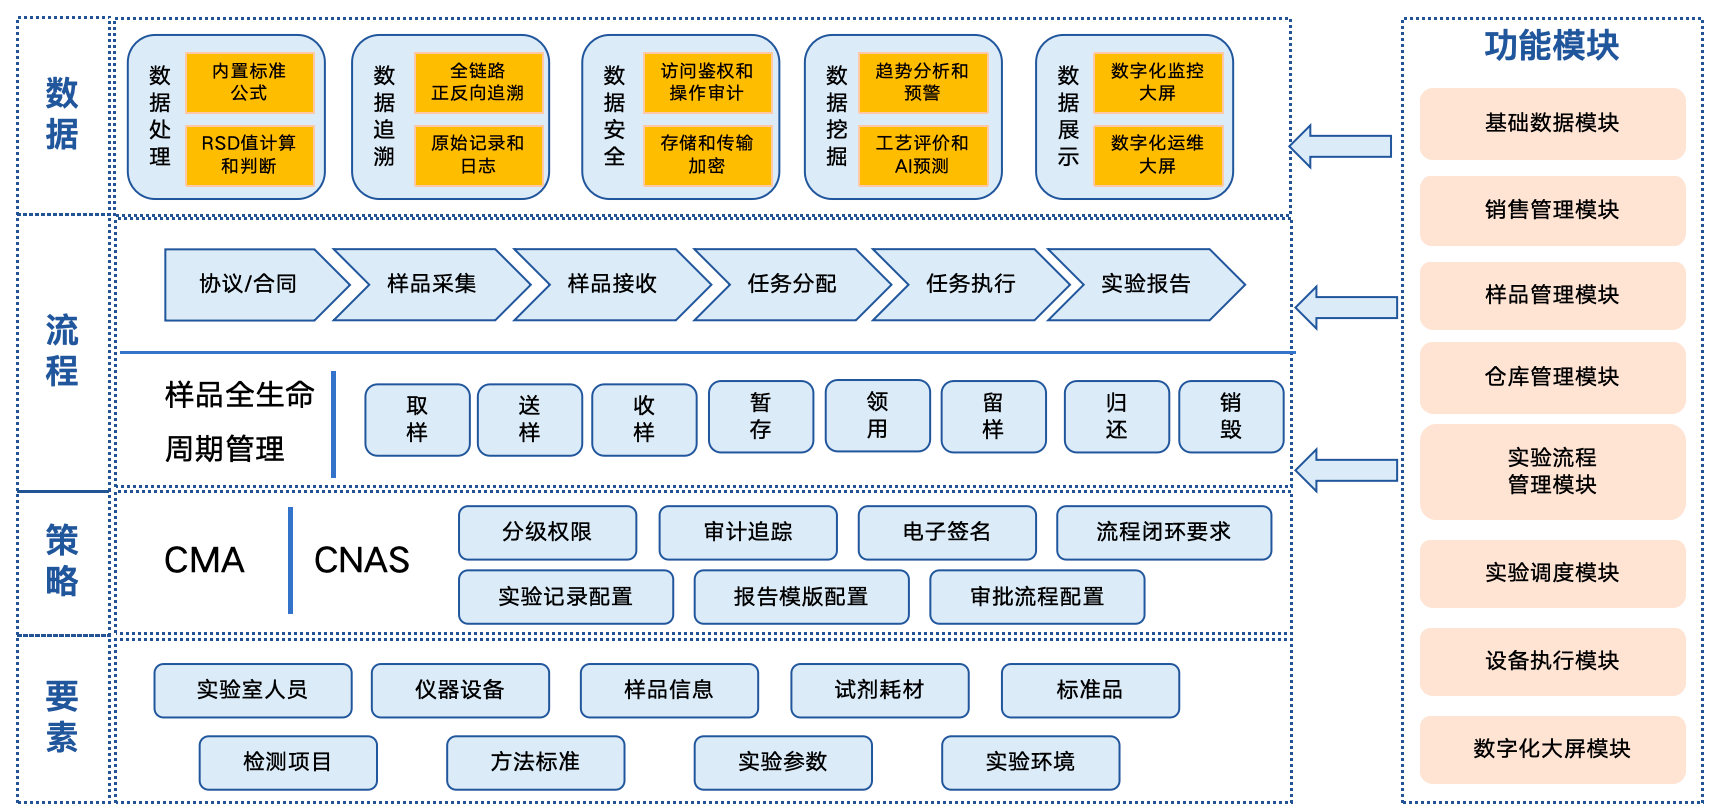 数
据
数
据
处
理
内置标准
公式
RSD值计算
和判断
数
据
追
溯
全链路
正反向追溯
原始记录和
日志
数
据
安
全
访问鉴权和
操作审计
存储和传输
加密
数
据
挖
掘
趋势分析和
预警
工艺评价和
AI预测
数
据
展
示
数字化监控
大屏
数字化运维
大屏
流
程
协议/合同
样品采集
样品接收
任务分配
任务执行
实验报告
样品全生命
周期管理
取
样
送
样
收
样
暂
存
领
用
留
样
归
还
销
毁
策
略
CMA
CNAS
分级权限
审计追踪
电子签名
流程闭环要求
实验记录配置
报告模版配置
审批流程配置
要
素
实验室人员
仪器设备
样品信息
试剂耗材
标准品
检测项目
方法标准
实验参数
实验环境
功能模块
基础数据模块
销售管理模块
样品管理模块
仓库管理模块
实验流程
管理模块
实验调度模块
设备执行模块
数字化大屏模块